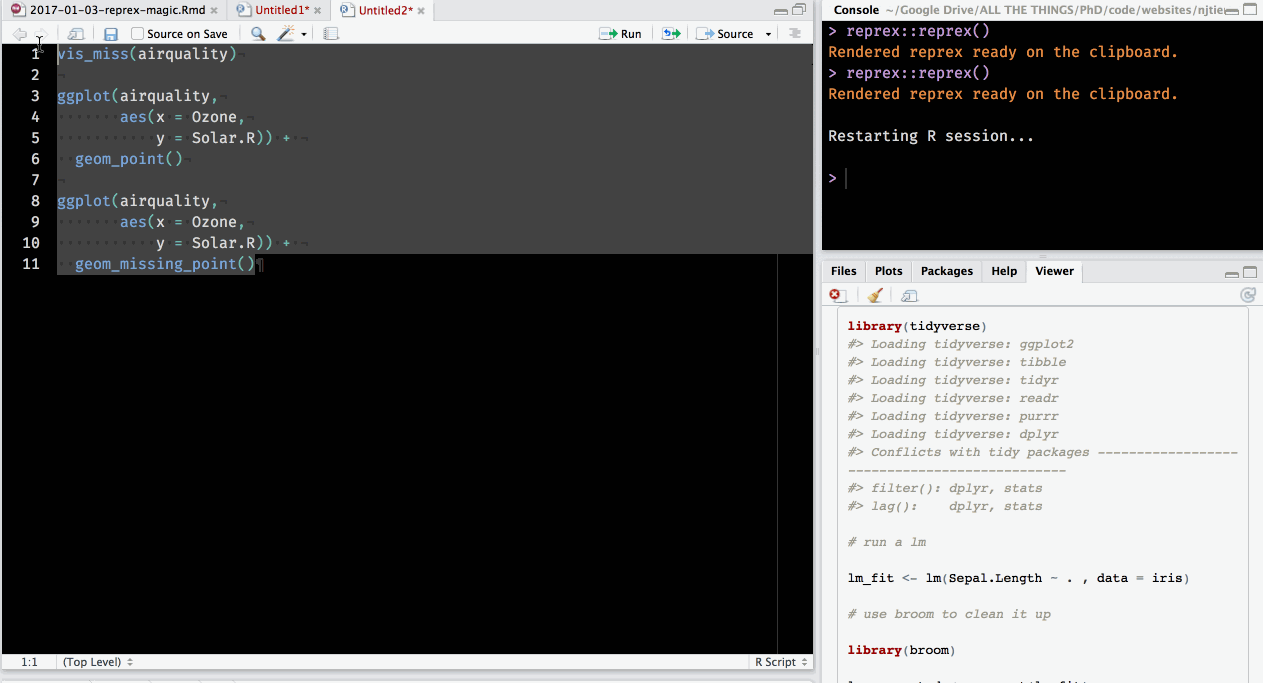 2017-01-03-reprex-magic.Rmd × Untitled1* × Untitled2* ×
Source on Save Run Source
1 vis_miss(airquality)¬
2 ¬
3 ggplot(airquality,·¬
4 ·······aes(x·=·Ozone,¬
5 ···········y·=·Solar.R))·+··¬
6 ··geom_point()¬
7 ¬
8 ggplot(airquality,·¬
9 ·······aes(x·=·Ozone,·¬
10 ···········y·=·Solar.R))·+··¬
11 ··geom_missing_point()¶
1:1 (Top Level) R Script
Console ~/Google Drive/ALL THE THINGS/PhD/code/websites/njtie
> reprex::reprex()
Rendered reprex ready on the clipboard.
> reprex::reprex()
Rendered reprex ready on the clipboard.
Restarting R session...
>
Files Plots Packages Help Viewer
library(tidyverse)
#> Loading tidyverse: ggplot2
#> Loading tidyverse: tibble
#> Loading tidyverse: tidyr
#> Loading tidyverse: readr
#> Loading tidyverse: purrr
#> Loading tidyverse: dplyr
#> Conflicts with tidy packages ------------------
----------------------------
#> filter(): dplyr, stats
#> lag():    dplyr, stats
# run a lm
lm_fit <- lm(Sepal.Length ~ . , data = iris)
# use broom to clean it up
library(broom)